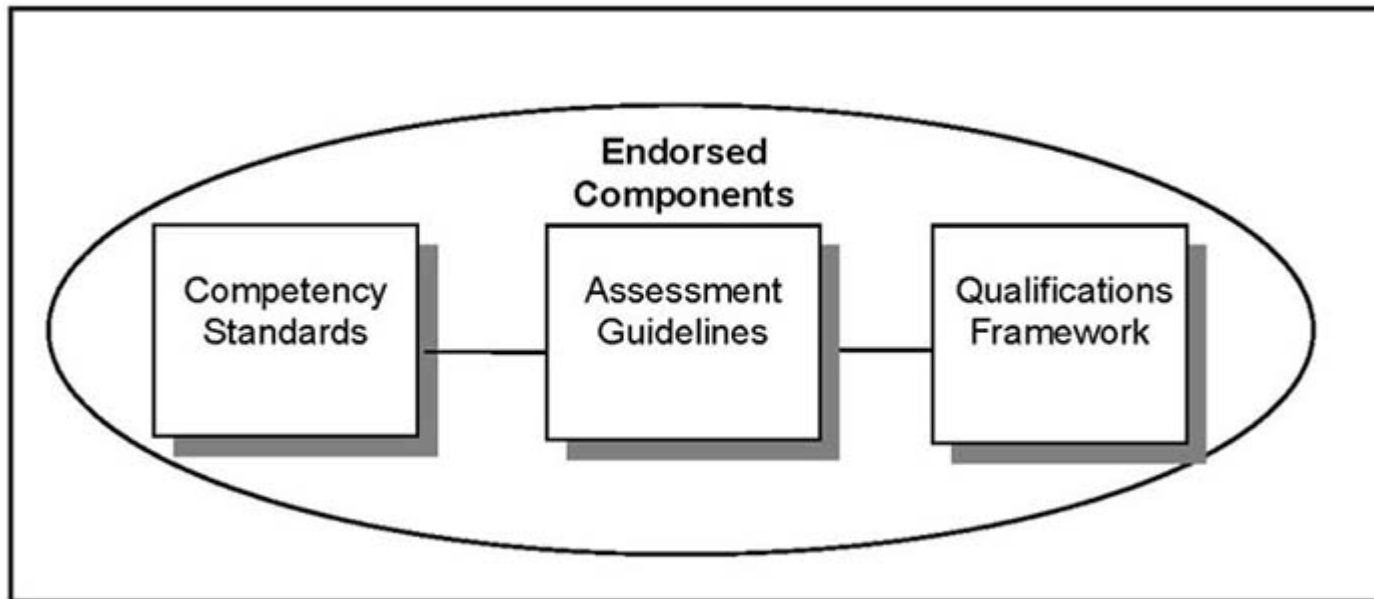 Endorsed
Components
Competency
Standards
Assessment
Guidelines
Qualifications
Framework